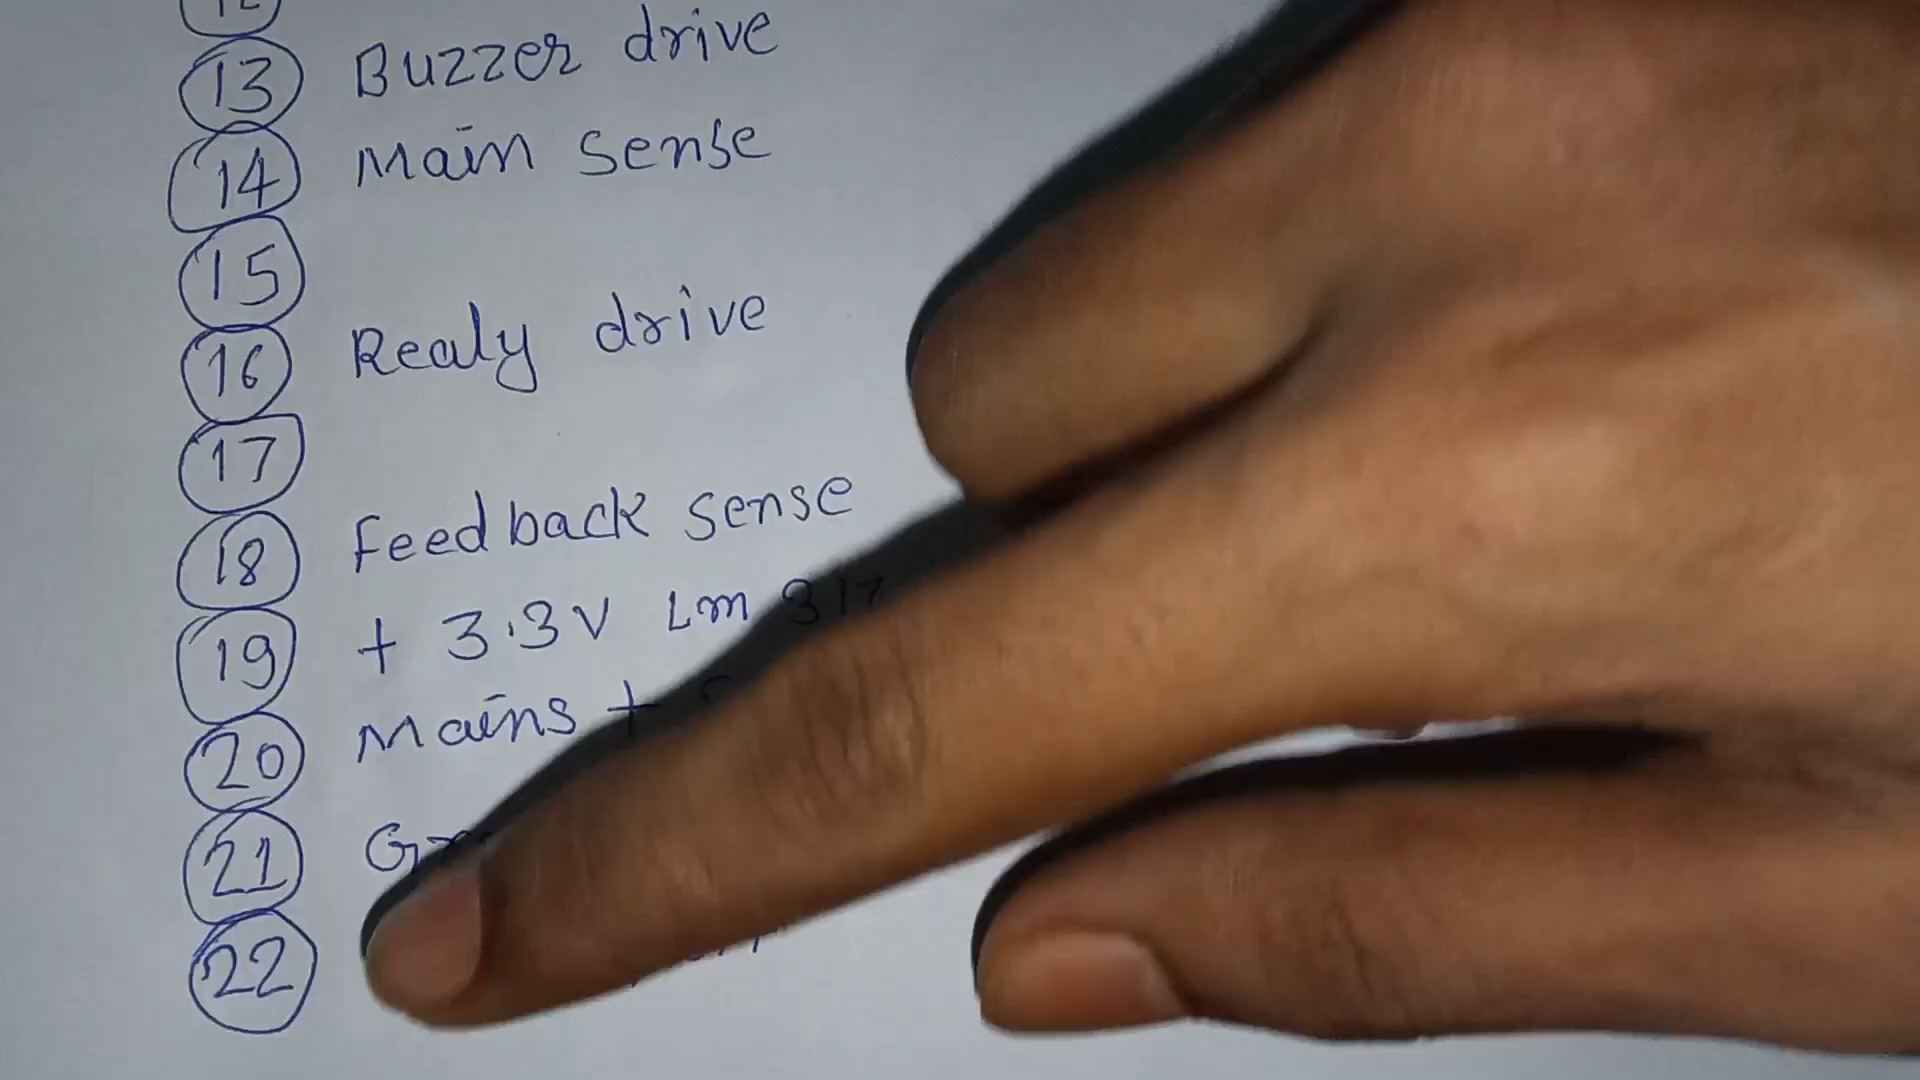 12
13 Buzzer drive
14 Main sense
15
16 Realy drive
17
18 Feedback sense
19 + 3.3V Lm 317
20 Mains +
21
22